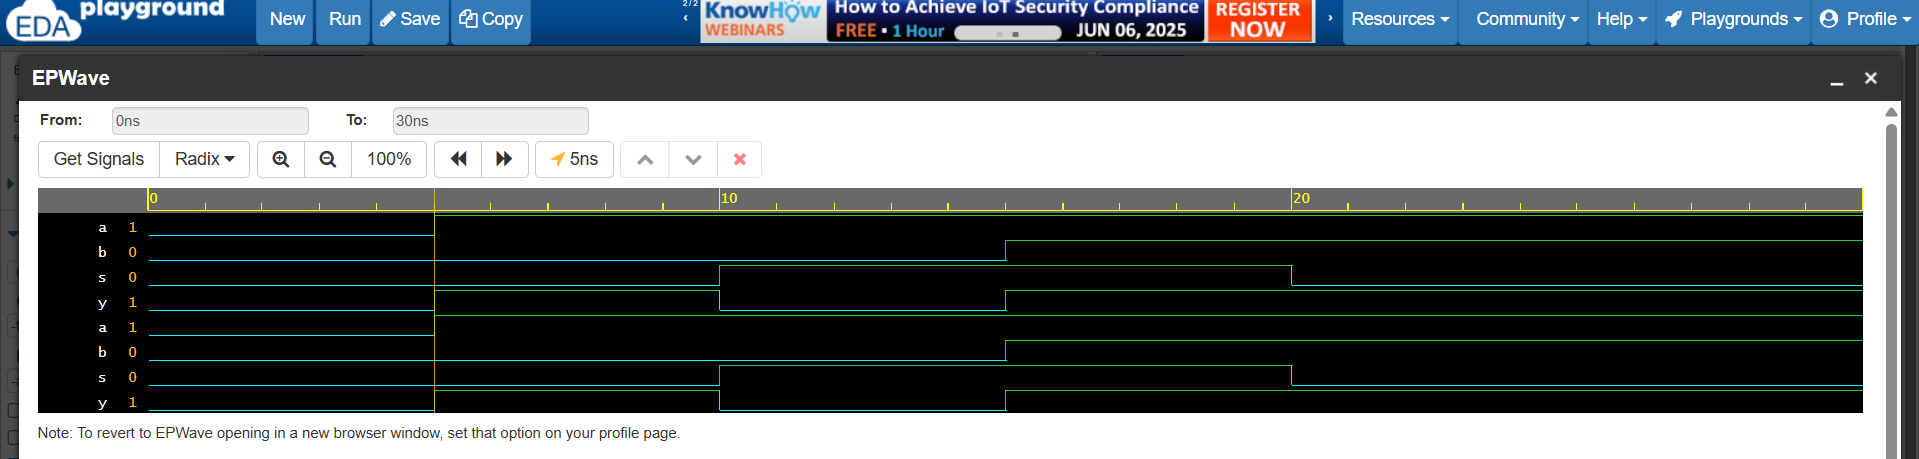 EDA playground
New Run Save Copy
2/2
KnowHow WEBINARS
How to Achieve IoT Security Compliance
FREE • 1 Hour JUN 06, 2025
REGISTER NOW
Resources Community Help Playgrounds Profile
EPWave
From: 0ns To: 30ns
Get Signals Radix 100% 5ns
0 10 20
a 1
b 0
s 0
y 1
a 1
b 0
s 0
y 1
Note: To revert to EPWave opening in a new browser window, set that option on your profile page.